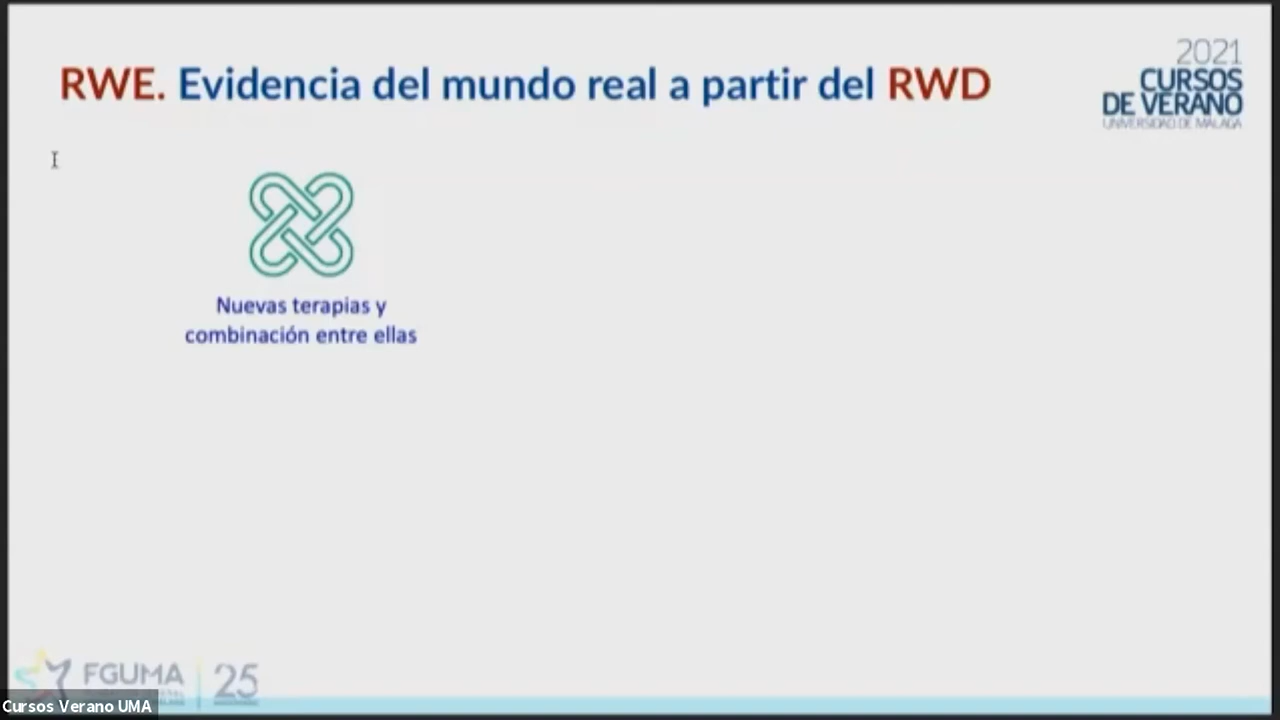 RWE. Evidencia del mundo real a partir del RWD
2021
CURSOS
DE VERANO
UNIVERSIDAD DE MÁLAGA
Nuevas terapias y
combinación entre ellas
FGUMA
25
Cursos Verano UMA